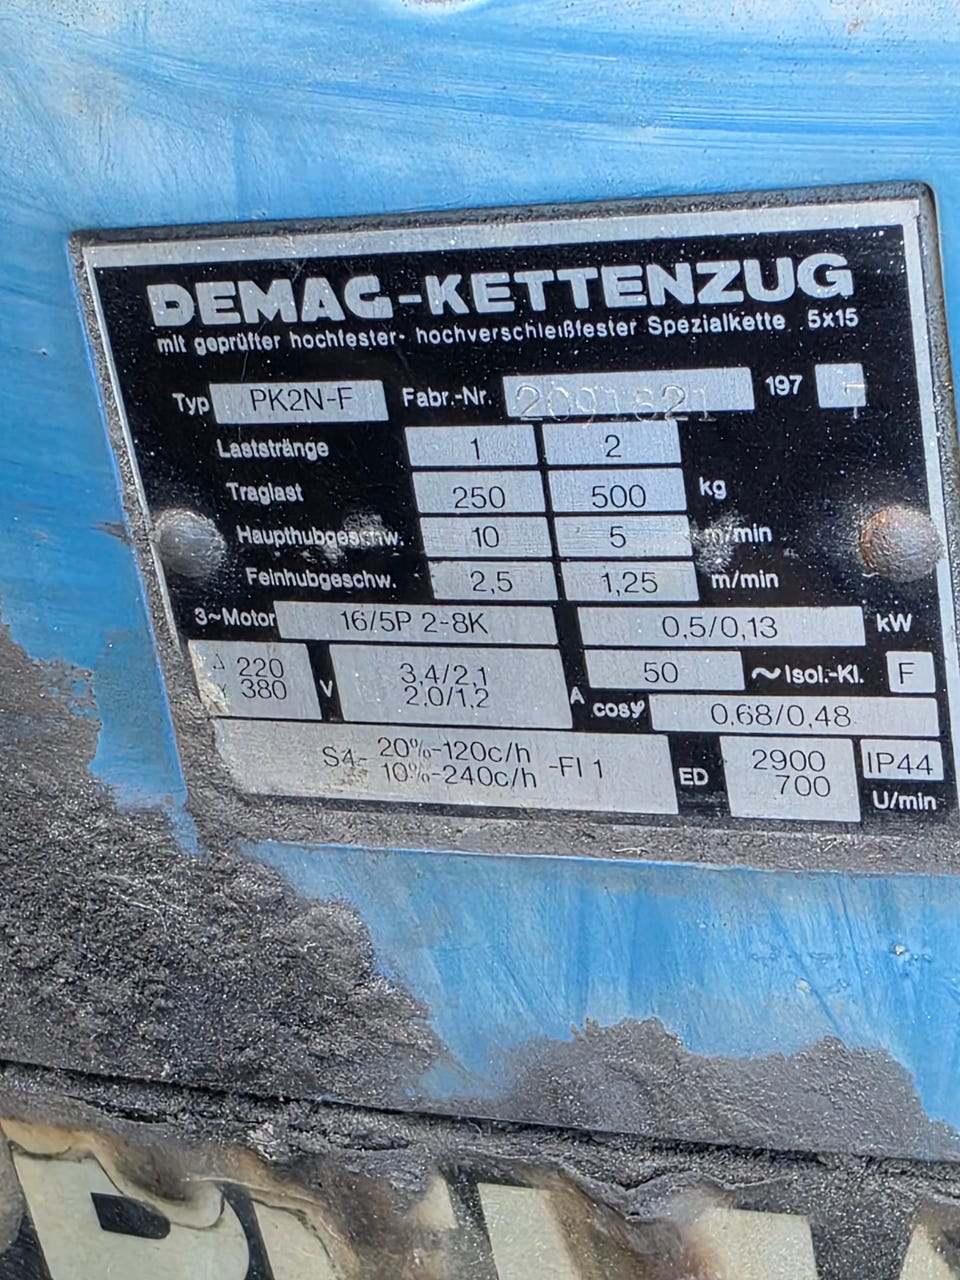 DEMAG-KETTENZUG
mit geprüfter hochfester- hochverschleißfester Spezialkette 5x15
Typ PK2N-F Fabr.-Nr. 2091821 197
Laststränge 1 2
Traglast 250 500 kg
Haupthubgeschw. 10 5 m/min
Feinhubgeschw. 2,5 1,25 m/min
3~Motor 16/5P 2-8K 0,5/0,13 kW
Δ 220 V 3,4/2,1 A 50 ~Isol.-Kl. F
Y 380 2,0/1,2 cosφ 0,68/0,48
S4- 20%-120c/h -FI 1 ED 2900 IP44
10%-240c/h 700 U/min